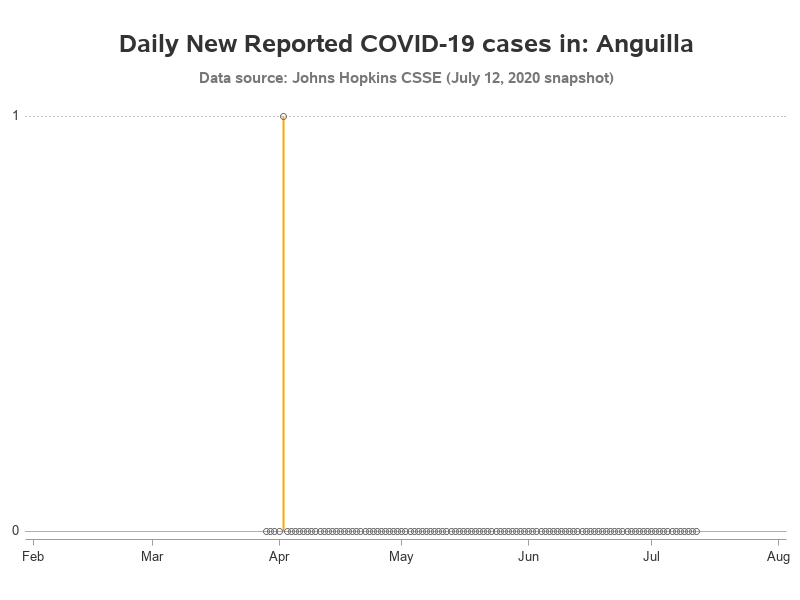 Daily New Reported COVID-19 cases in: Anguilla
Data source: Johns Hopkins CSSE (July 12, 2020 snapshot)
1
0
Feb Mar Apr May Jun Jul Aug